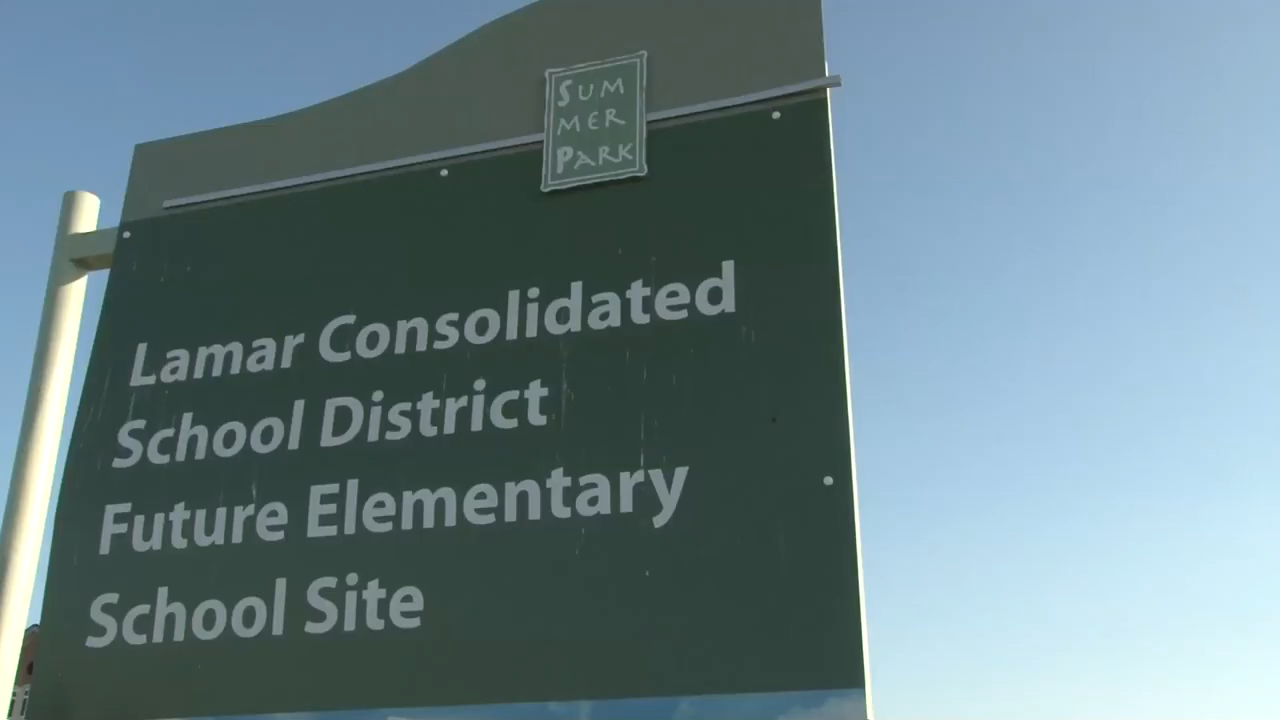 SUM
MER
PARK
Lamar Consolidated
School District
Future Elementary
School Site